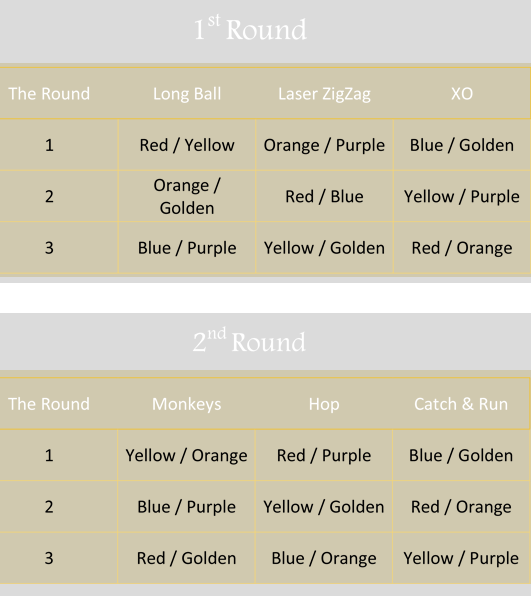 1st Round
The Round Long Ball Laser ZigZag XO
1 Red / Yellow Orange / Purple Blue / Golden
2 Orange / Golden Red / Blue Yellow / Purple
3 Blue / Purple Yellow / Golden Red / Orange
2nd Round
The Round Monkeys Hop Catch & Run
1 Yellow / Orange Red / Purple Blue / Golden
2 Blue / Purple Yellow / Golden Red / Orange
3 Red / Golden Blue / Orange Yellow / Purple